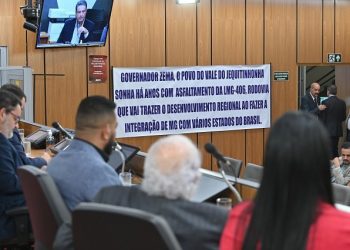 GOVERNADOR ZEMA, O POVO DO VALE DO JEQUITINHONHA
SONHA HÁ ANOS COM ASFALTAMENTO DA LMG-406, RODOVIA
QUE VAI TRAZER O DESENVOLVIMENTO REGIONAL AO FAZER A
INTEGRAÇÃO DE MG COM VÁRIOS ESTADOS DO BRASIL.